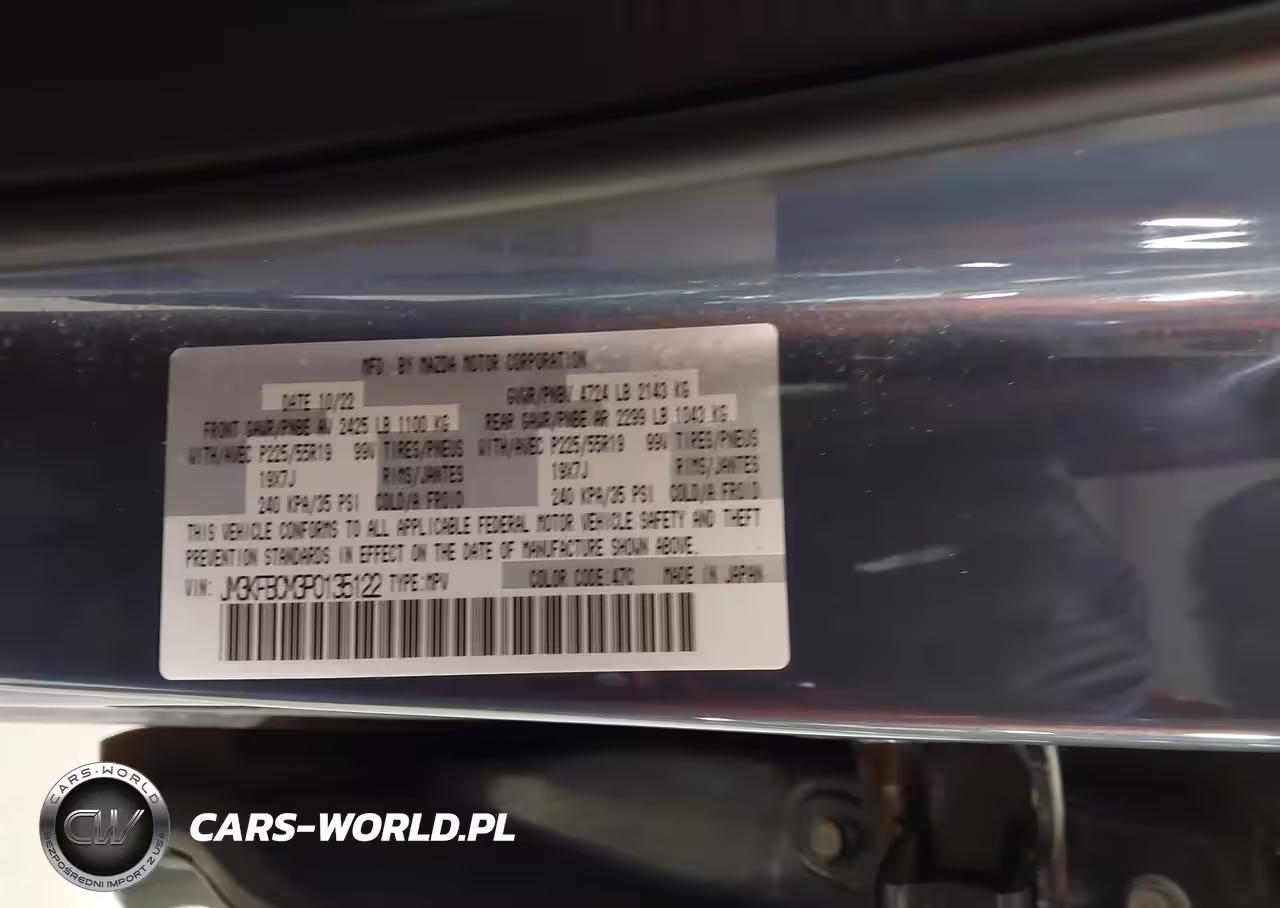 MFD. BY MAZDA MOTOR CORPORATION
DATE 10/22 GVWR/PNBV 4724 LB 2143 KG
FRONT GAWR/PNBE AV 2425 LB 1100 KG REAR GAWR/PNBE AR 2299 LB 1043 KG
WITH/AVEC P225/55R19 99V TIRES/PNEUS WITH/AVEC P225/55R19 99V TIRES/PNEUS
19X7J RIMS/JANTES 19X7J RIMS/JANTES
240 KPA/35 PSI COLD/A FROID 240 KPA/35 PSI COLD/A FROID
THIS VEHICLE CONFORMS TO ALL APPLICABLE FEDERAL MOTOR VEHICLE SAFETY AND THEFT
PREVENTION STANDARDS IN EFFECT ON THE DATE OF MANUFACTURE SHOWN ABOVE.
VIN: JM3KFBCM3P0135122 TYPE:MPV COLOR CODE:47C MADE IN JAPAN
CARS-WORLD
CW
BEZPOŚREDNI IMPORT Z USA
CARS-WORLD.PL